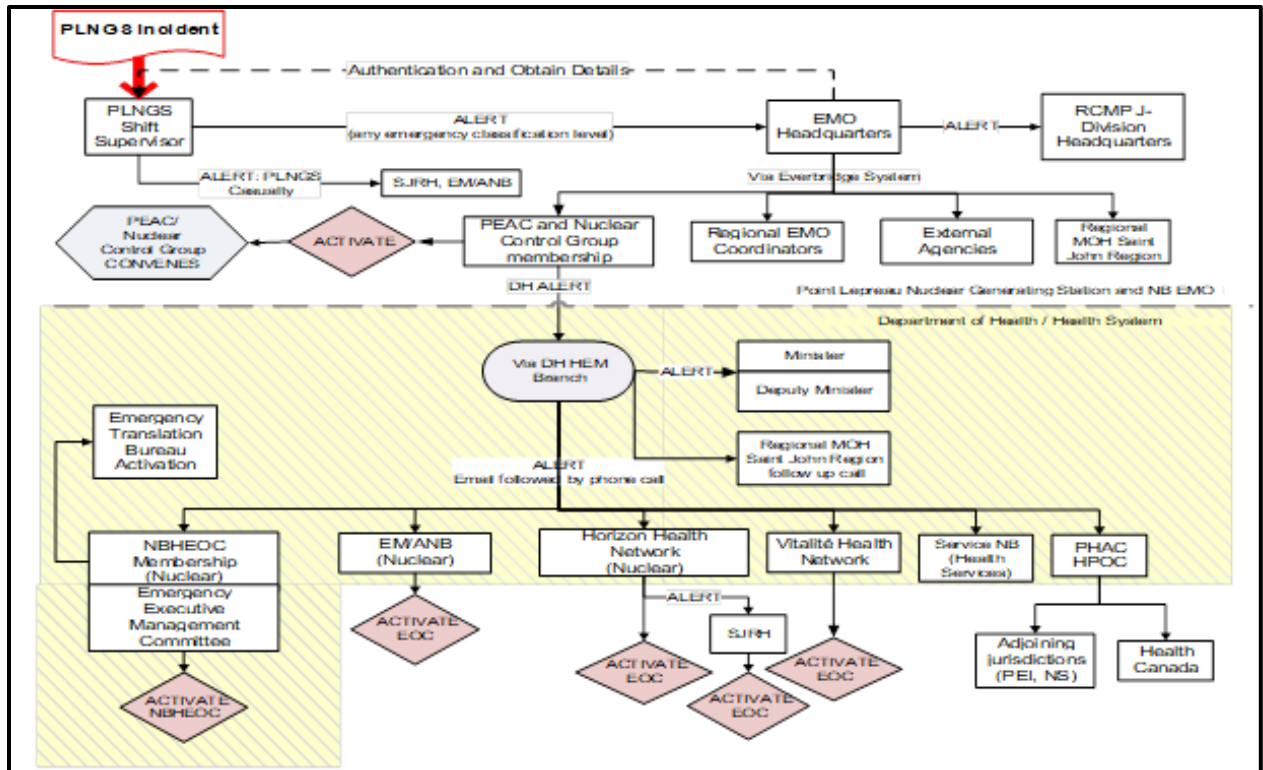 PLNGS Incident
Authentication and Obtain Details
PLNGS
Shift
Supervisor
ALERT
(any emergency classification level)
EMO
Headquarters
ALERT
RCMP J-
Division
Headquarters
ALERT: PLNGS
Casualty
SJRH, EM/ANB
Via Everbridge System
PEAC/
Nuclear
Control Group
CONVENES
ACTIVATE
PEAC and Nuclear
Control Group
membership
Regional EMO
Coordinators
External
Agencies
Regional
MOH Saint
John Region
DH ALERT
Point Lepreau Nuclear Generating Station and NB EMO
Department of Health / Health System
Via DH HEM
Branch
ALERT
Minister
Deputy Minister
Emergency
Translation
Bureau
Activation
Regional MOH
Saint John Region
follow up call
ALERT
Email followed by phone call
NBHEOC
Membership
(Nuclear)
EM/ANB
(Nuclear)
Horizon Health
Network
(Nuclear)
Vitalité Health
Network
Service NB
(Health
Services)
PHAC
HPOC
Emergency
Executive
Management
Committee
ACTIVATE
EOC
ALERT
SJRH
ACTIVATE
EOC
ACTIVATE
EOC
ACTIVATE
EOC
Adjoining
jurisdictions
(PEI, NS)
Health
Canada
ACTIVATE
NBHEOC